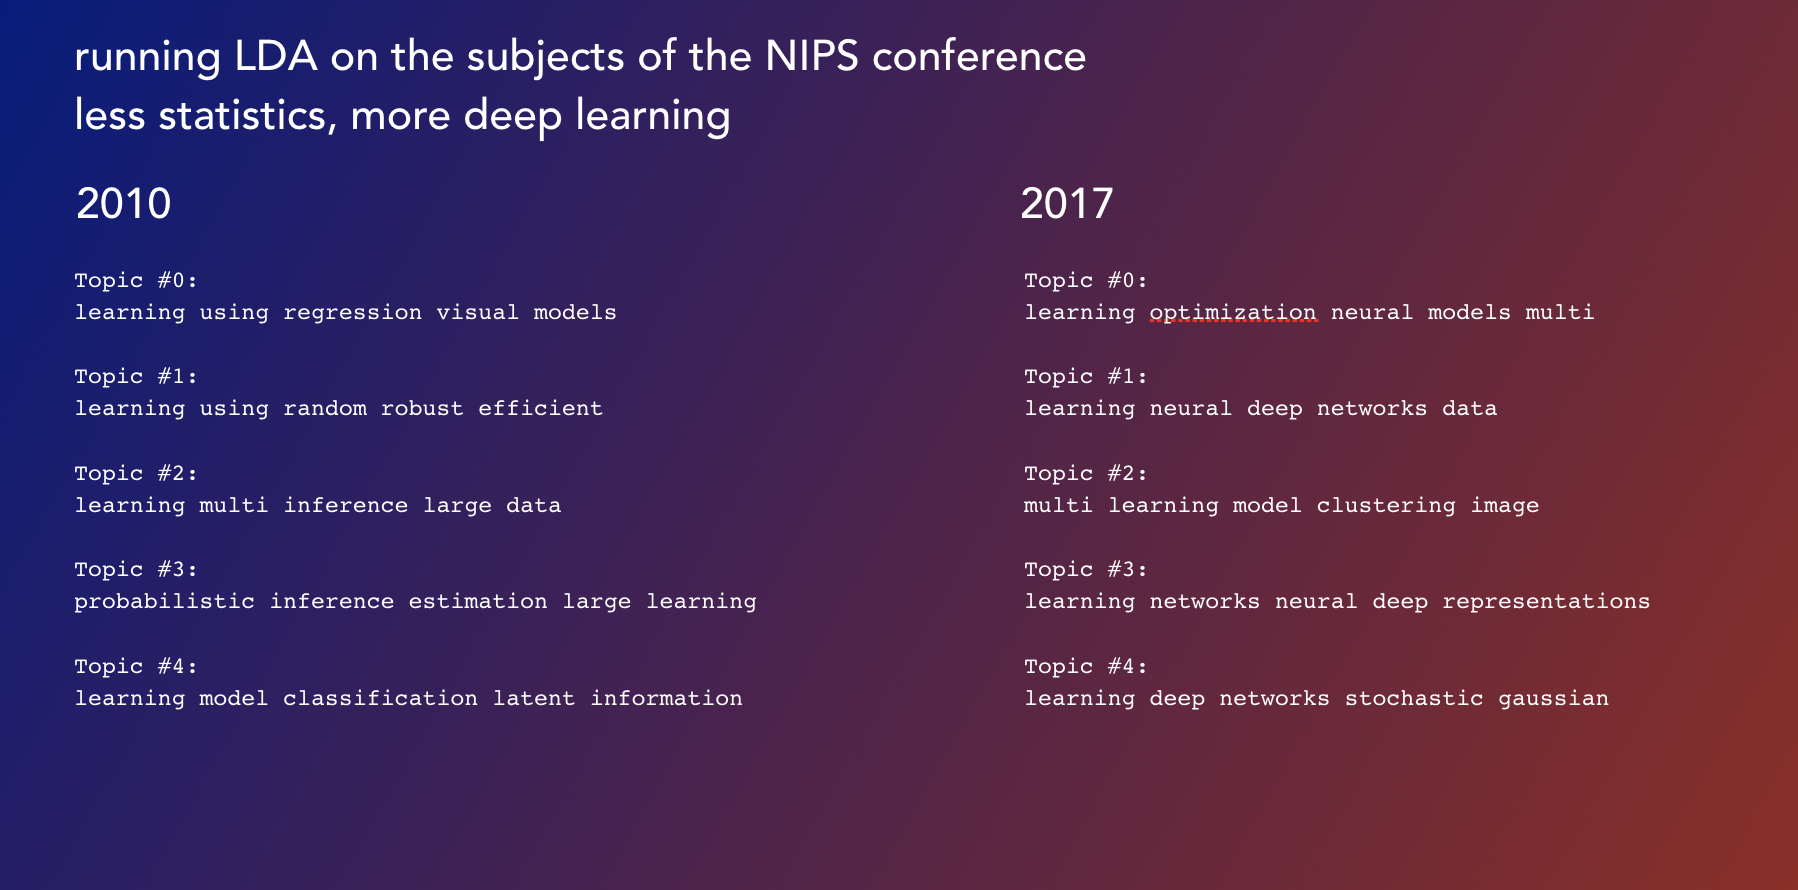 running LDA on the subjects of the NIPS conference
less statistics, more deep learning
2010
Topic #0:
learning using regression visual models
Topic #1:
learning using random robust efficient
Topic #2:
learning multi inference large data
Topic #3:
probabilistic inference estimation large learning
Topic #4:
learning model classification latent information
2017
Topic #0:
learning optimization neural models multi
Topic #1:
learning neural deep networks data
Topic #2:
multi learning model clustering image
Topic #3:
learning networks neural deep representations
Topic #4:
learning deep networks stochastic gaussian